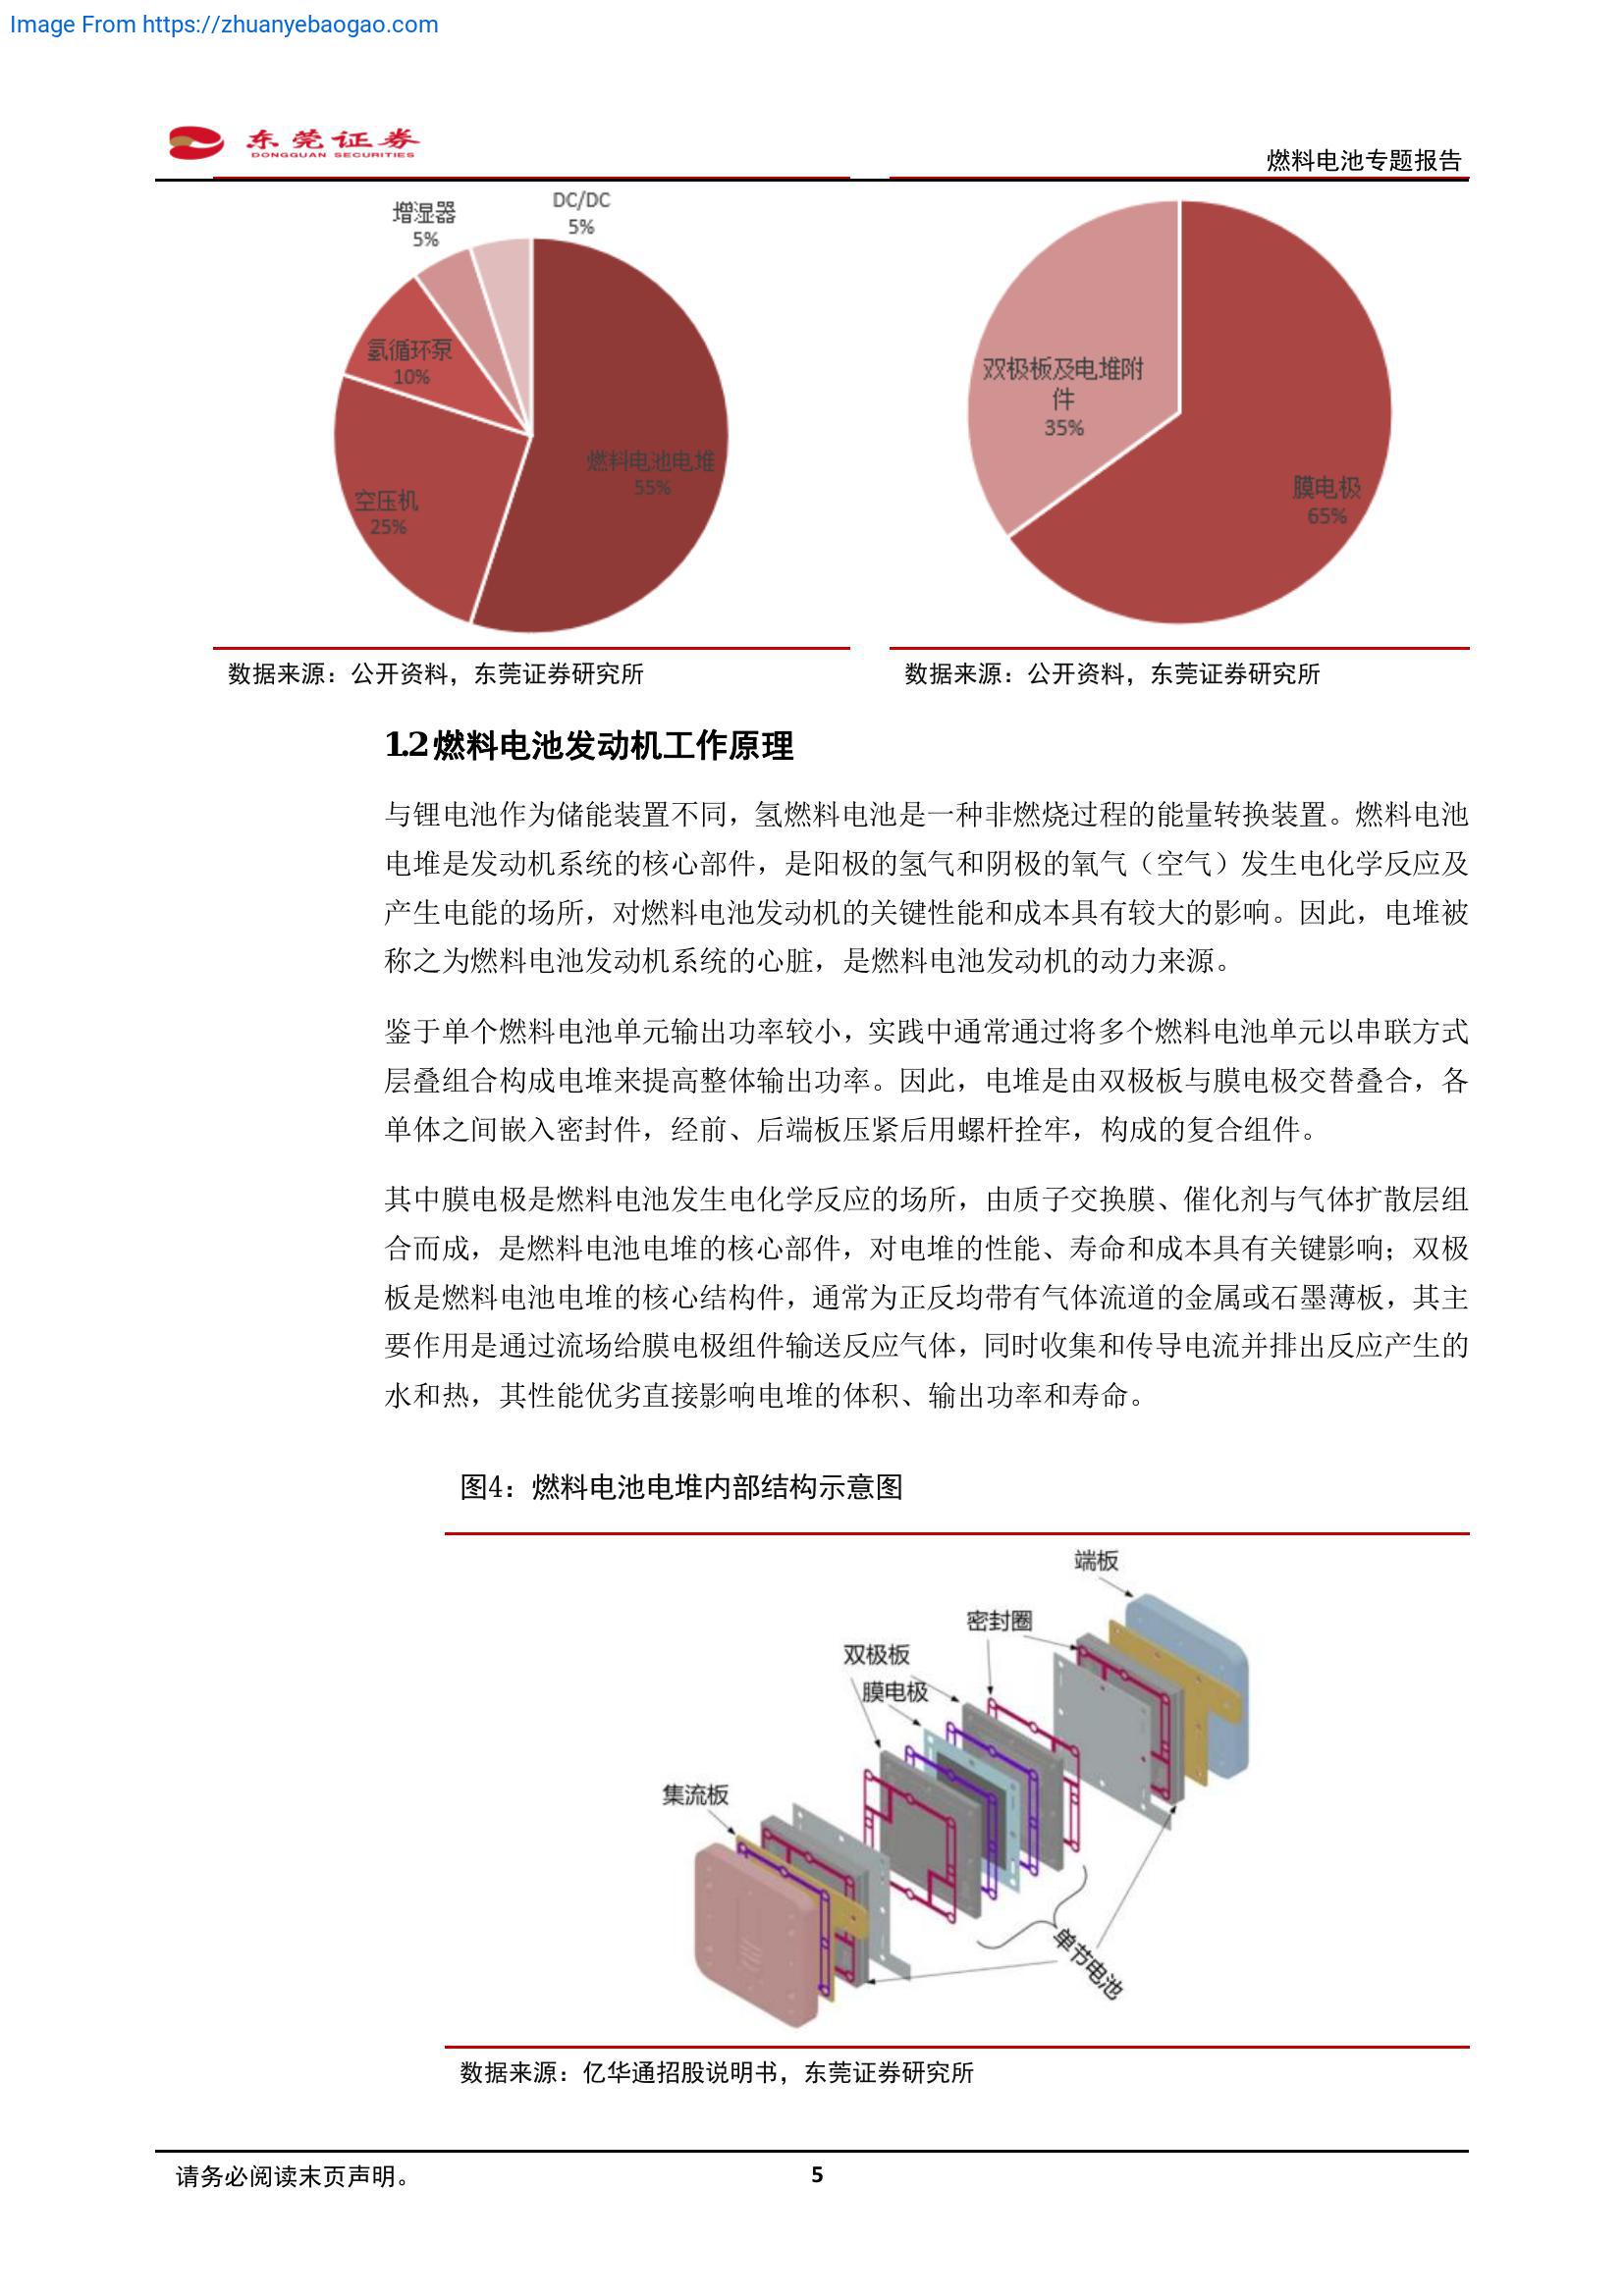 Image From https://zhuanyebaogao.com
东莞证券
DONGGUAN SECURITIES
燃料电池专题报告
增湿器
5%
DC/DC
5%
氢循环泵
10%
燃料电池电堆
55%
空压机
25%
双极板及电堆附
件
35%
膜电极
65%
数据来源：公开资料，东莞证券研究所
数据来源：公开资料，东莞证券研究所
1.2 燃料电池发动机工作原理
与锂电池作为储能装置不同，氢燃料电池是一种非燃烧过程的能量转换装置。燃料电池
电堆是发动机系统的核心部件，是阳极的氢气和阴极的氧气（空气）发生电化学反应及
产生电能的场所，对燃料电池发动机的关键性能和成本具有较大的影响。因此，电堆被
称之为燃料电池发动机系统的心脏，是燃料电池发动机的动力来源。
鉴于单个燃料电池单元输出功率较小，实践中通常通过将多个燃料电池单元以串联方式
层叠组合构成电堆来提高整体输出功率。因此，电堆是由双极板与膜电极交替叠合，各
单体之间嵌入密封件，经前、后端板压紧后用螺杆拴牢，构成的复合组件。
其中膜电极是燃料电池发生电化学反应的场所，由质子交换膜、催化剂与气体扩散层组
合而成，是燃料电池电堆的核心部件，对电堆的性能、寿命和成本具有关键影响；双极
板是燃料电池电堆的核心结构件，通常为正反均带有气体流道的金属或石墨薄板，其主
要作用是通过流场给膜电极组件输送反应气体，同时收集和传导电流并排出反应产生的
水和热，其性能优劣直接影响电堆的体积、输出功率和寿命。
图4：燃料电池电堆内部结构示意图
端板
密封圈
双极板
膜电极
集流板
单节电池
数据来源：亿华通招股说明书，东莞证券研究所
请务必阅读末页声明。
5